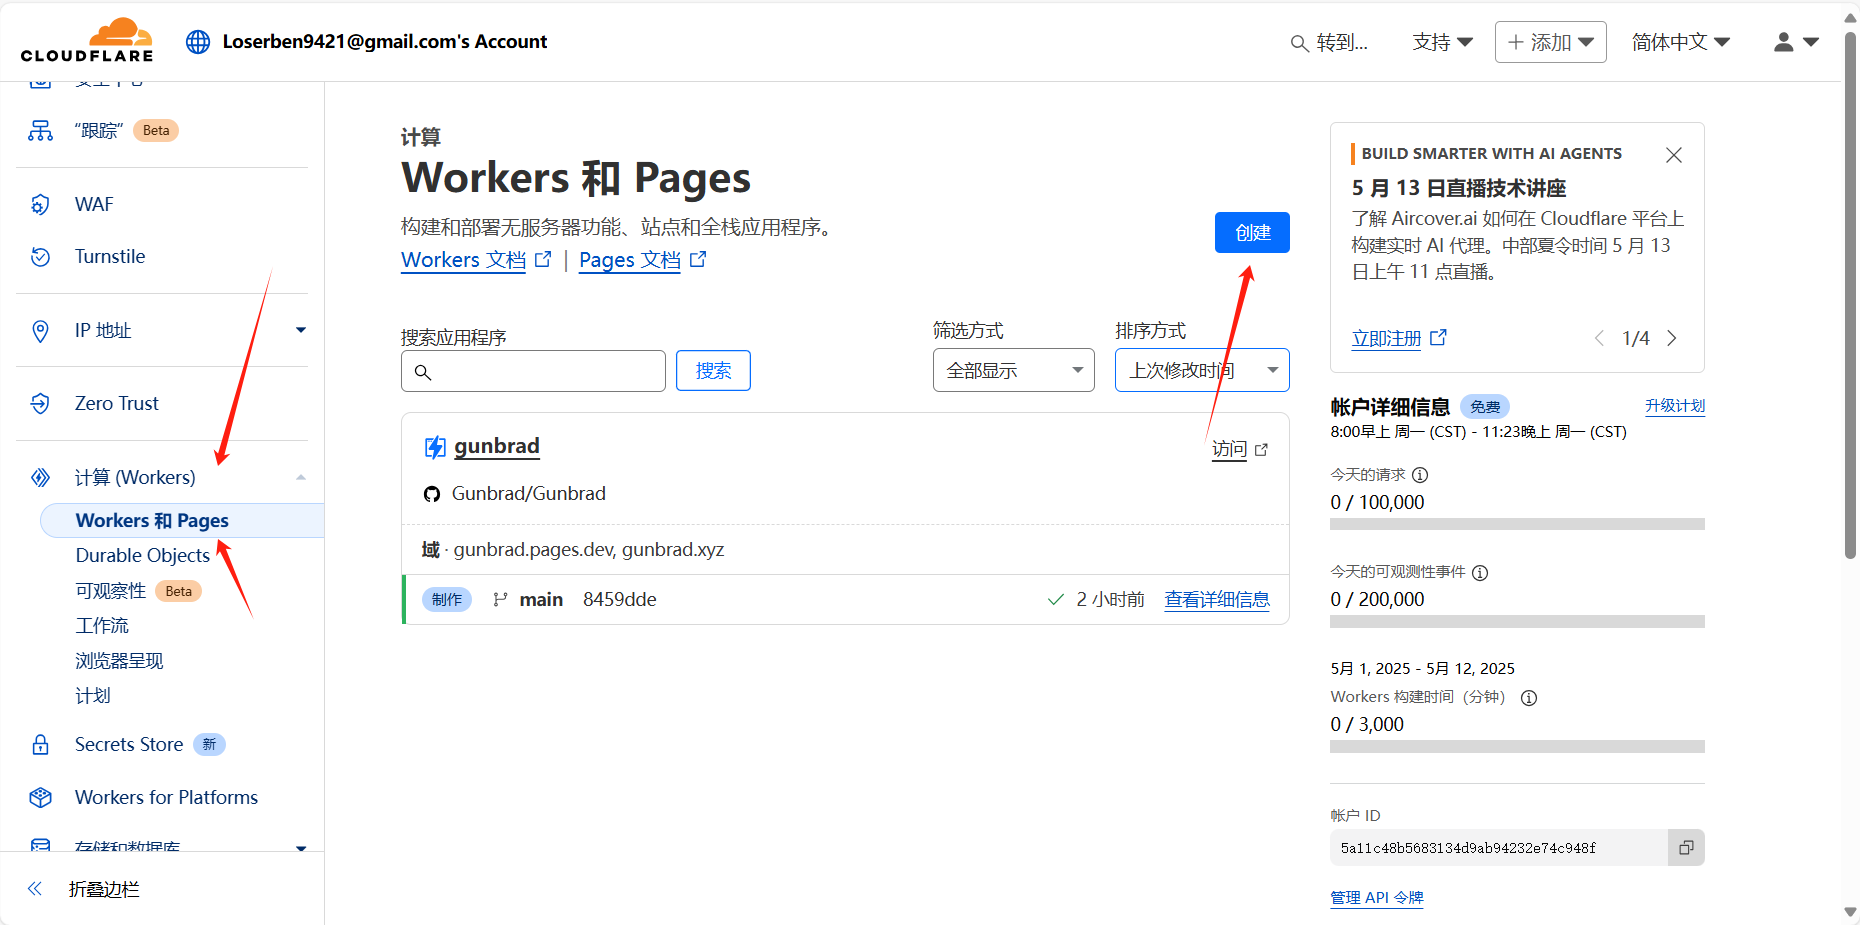 CLOUDFLARE
Loserben9421@gmail.com's Account
转到...
支持
添加
简体中文
安全中心
“跟踪” Beta
WAF
Turnstile
IP 地址
Zero Trust
计算 (Workers)
Workers 和 Pages
Durable Objects
可观察性 Beta
工作流
浏览器呈现
计划
Secrets Store 新
Workers for Platforms
存储和数据库
折叠边栏
计算
Workers 和 Pages
构建和部署无服务器功能、站点和全栈应用程序。
Workers 文档 | Pages 文档
创建
搜索应用程序
搜索
筛选方式
全部显示
排序方式
上次修改时间
gunbrad
访问
Gunbrad/Gunbrad
域 · gunbrad.pages.dev, gunbrad.xyz
制作 main 8459dde
2 小时前 查看详细信息
BUILD SMARTER WITH AI AGENTS
5 月 13 日直播技术讲座
了解 Aircover.ai 如何在 Cloudflare 平台上
构建实时 AI 代理。中部夏令时间 5 月 13
日上午 11 点直播。
立即注册
1/4
帐户详细信息 免费 升级计划
8:00早上 周一 (CST) - 11:23晚上 周一 (CST)
今天的请求
0 / 100,000
今天的可观测性事件
0 / 200,000
5月 1, 2025 - 5月 12, 2025
Workers 构建时间（分钟）
0 / 3,000
帐户 ID
5a11c48b5683134d9ab94232e74c948f
管理 API 令牌